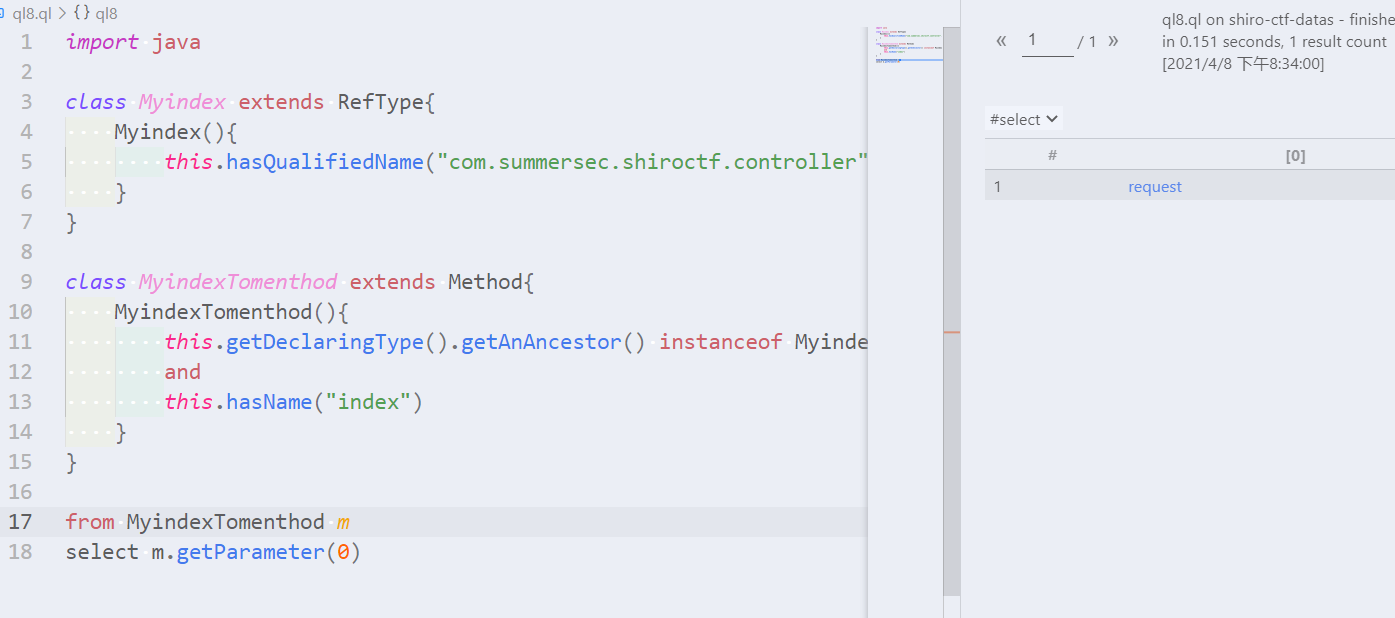 ql8.ql > {} ql8
1 import java
2
3 class Myindex extends RefType{
4 Myindex(){
5 this.hasQualifiedName("com.summersec.shiroctf.controller"
6 }
7 }
8
9 class MyindexTomenthod extends Method{
10 MyindexTomenthod(){
11 this.getDeclaringType().getAnAncestor() instanceof Myinde
12 and
13 this.hasName("index")
14 }
15 }
16
17 from MyindexTomenthod m
18 select m.getParameter(0)
« 1 / 1 »
ql8.ql on shiro-ctf-datas - finishe
in 0.151 seconds, 1 result count
[2021/4/8 下午8:34:00]
#select
# [0]
1 request